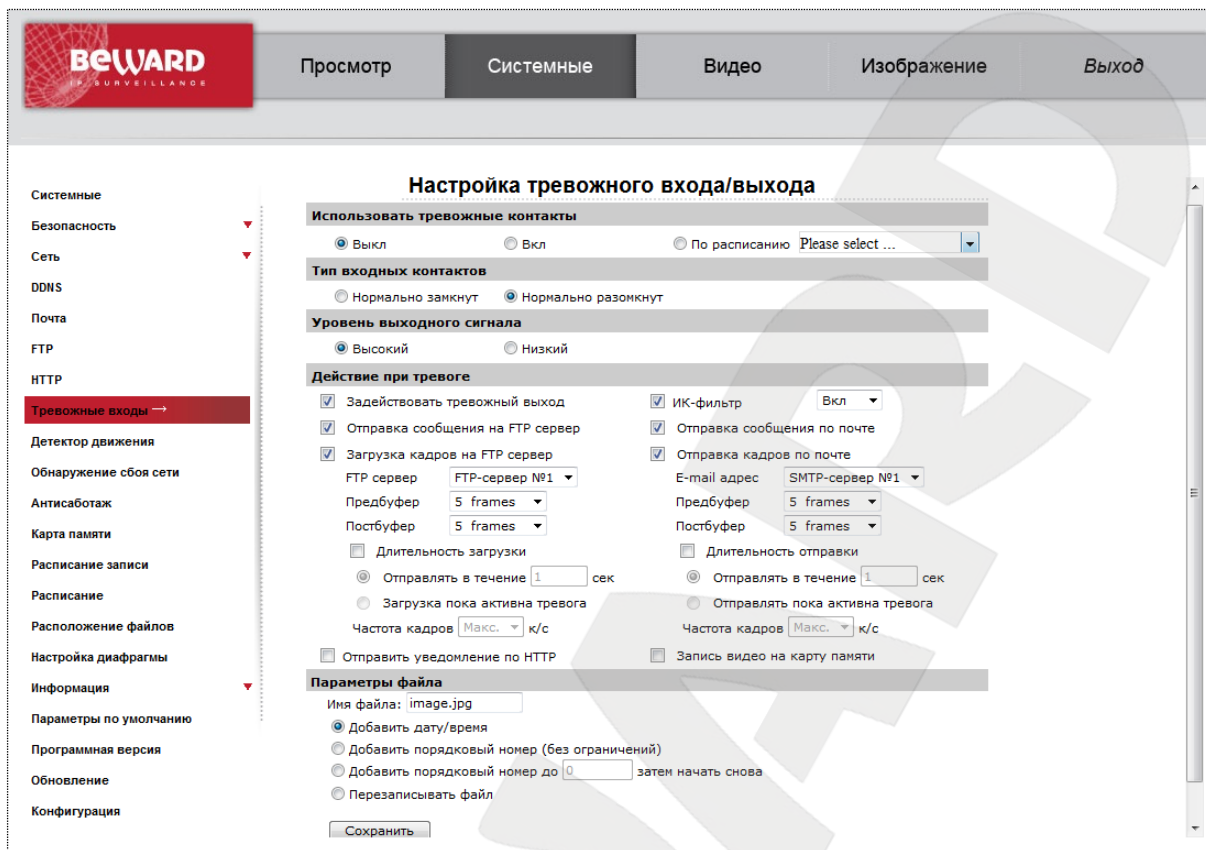 BEWARD
IP SURVEILLANCE
Просмотр Системные Видео Изображение Выход
Системные
Безопасность
Сеть
DDNS
Почта
FTP
HTTP
Тревожные входы →
Детектор движения
Обнаружение сбоя сети
Антисаботаж
Карта памяти
Расписание записи
Расписание
Расположение файлов
Настройка диафрагмы
Информация
Параметры по умолчанию
Программная версия
Обновление
Конфигурация
Настройка тревожного входа/выхода
Использовать тревожные контакты
Выкл Вкл По расписанию Please select ...
Тип входных контактов
Нормально замкнут Нормально разомкнут
Уровень выходного сигнала
Высокий Низкий
Действие при тревоге
Задействовать тревожный выход ИК-фильтр Вкл
Отправка сообщения на FTP сервер Отправка сообщения по почте
Загрузка кадров на FTP сервер Отправка кадров по почте
FTP сервер FTP-сервер №1 E-mail адрес SMTP-сервер №1
Предбуфер 5 frames Предбуфер 5 frames
Постбуфер 5 frames Постбуфер 5 frames
Длительность загрузки Длительность отправки
Отправлять в течение 1 сек Отправлять в течение 1 сек
Загрузка пока активна тревога Отправлять пока активна тревога
Частота кадров Макс. к/с Частота кадров Макс. к/с
Отправить уведомление по HTTP Запись видео на карту памяти
Параметры файла
Имя файла: image.jpg
Добавить дату/время
Добавить порядковый номер (без ограничений)
Добавить порядковый номер до 0 затем начать снова
Перезаписывать файл
Сохранить